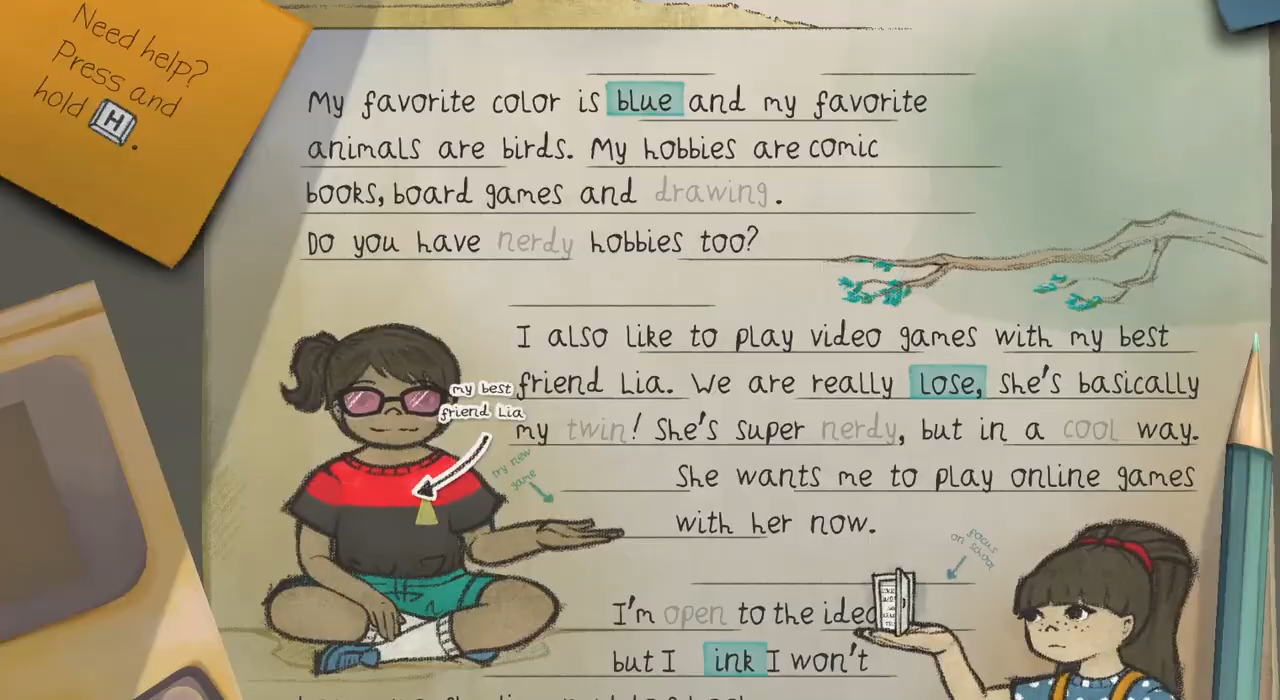 Need help?
Press and
hold H.
My favorite color is blue and my favorite
animals are birds. My hobbies are comic
books, board games and drawing.
Do you have nerdy hobbies too?
I also like to play video games with my best
friend Lia. We are really lose, she's basically
my twin! She's super nerdy, but in a cool way.
She wants me to play online games
with her now.
my best
friend Lia
try new
game
focus
on school
I'm open to the idea
but I ink I won't